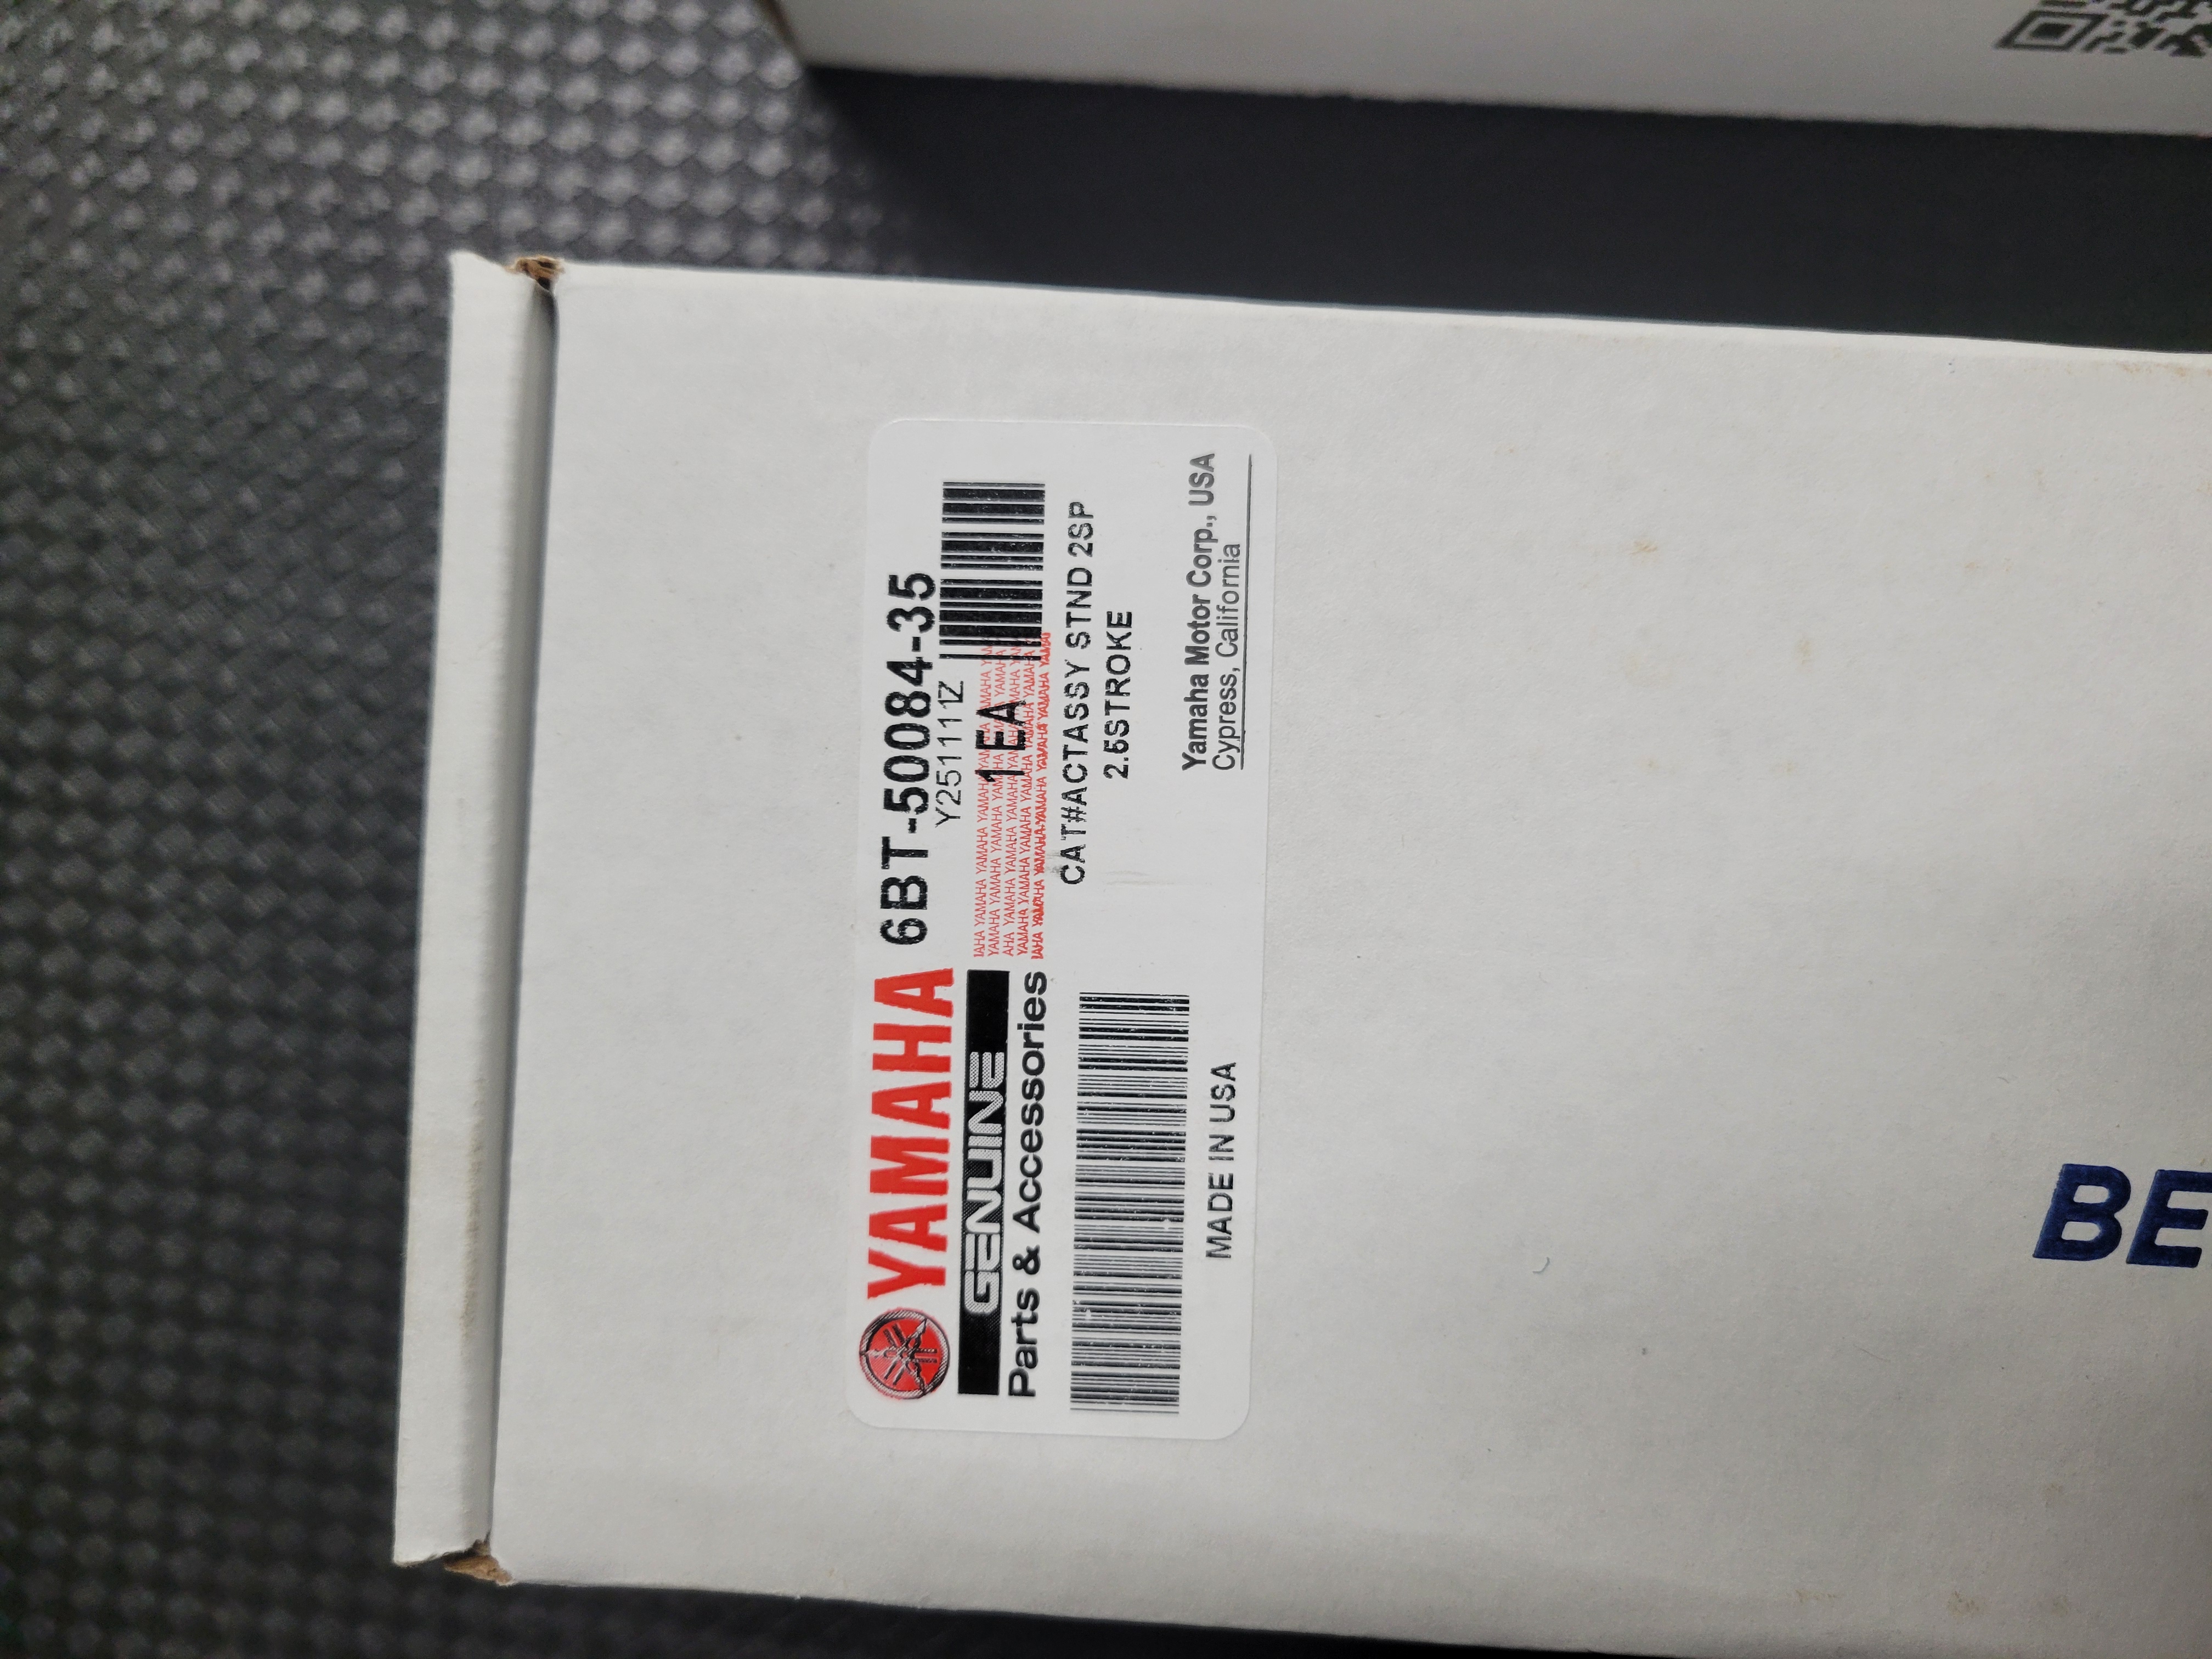 YAMAHA 6BT-50084-35
Y251111Z
GENUINE
1EA
Parts & Accessories
CAT#ACTASSY STND 2SP
2.5STROKE
MADE IN USA
Yamaha Motor Corp., USA
Cypress, California
BE